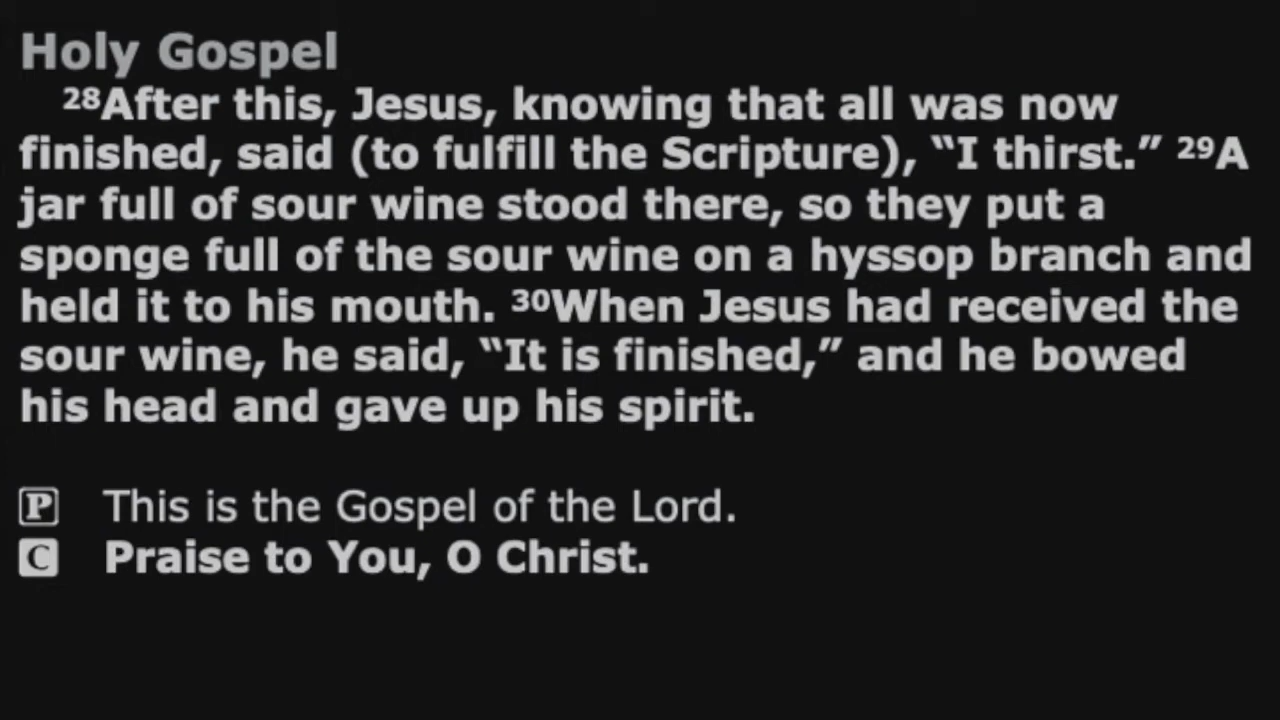 Holy Gospel
²⁸After this, Jesus, knowing that all was now
finished, said (to fulfill the Scripture), “I thirst.” ²⁹A
jar full of sour wine stood there, so they put a
sponge full of the sour wine on a hyssop branch and
held it to his mouth. ³⁰When Jesus had received the
sour wine, he said, “It is finished,” and he bowed
his head and gave up his spirit.
P This is the Gospel of the Lord.
C Praise to You, O Christ.